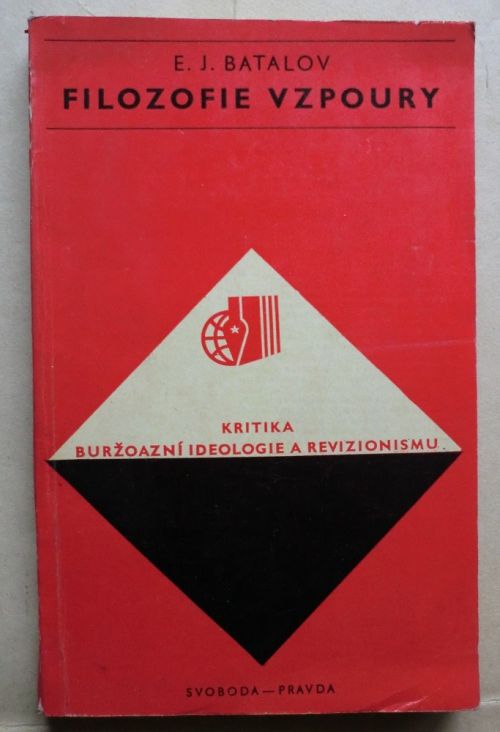 E. J. BATALOV
FILOZOFIE VZPOURY
KRITIKA
BURŽOAZNÍ IDEOLOGIE A REVIZIONISMU
SVOBODA — PRAVDA